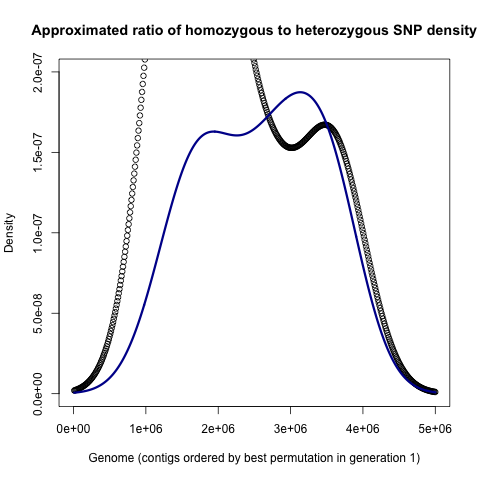 Approximated ratio of homozygous to heterozygous SNP density
Density
2.0e-07
1.5e-07
1.0e-07
5.0e-08
0.0e+00
0e+00 1e+06 2e+06 3e+06 4e+06 5e+06
Genome (contigs ordered by best permutation in generation 1)